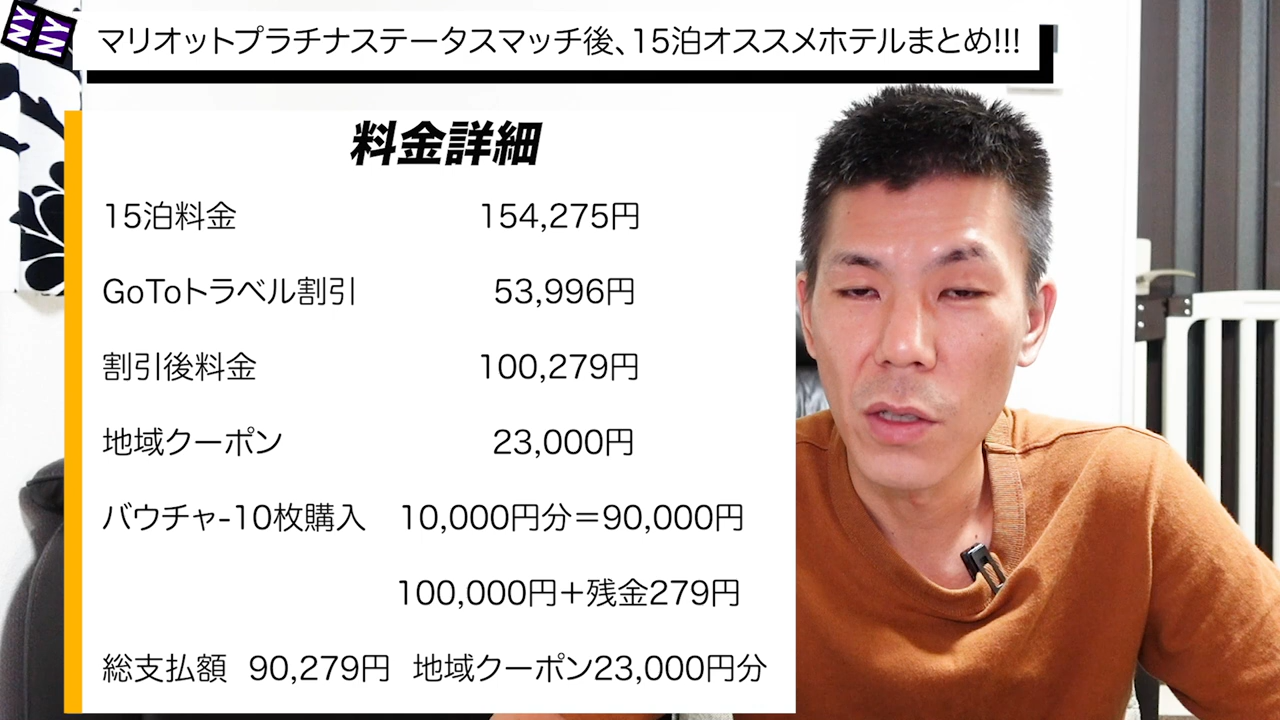 NY NY
マリオットプラチナステータスマッチ後、15泊オススメホテルまとめ!!!
料金詳細
15泊料金 154,275円
GoToトラベル割引 53,996円
割引後料金 100,279円
地域クーポン 23,000円
バウチャ-10枚購入 10,000円分＝90,000円
100,000円＋残金279円
総支払額 90,279円 地域クーポン23,000円分